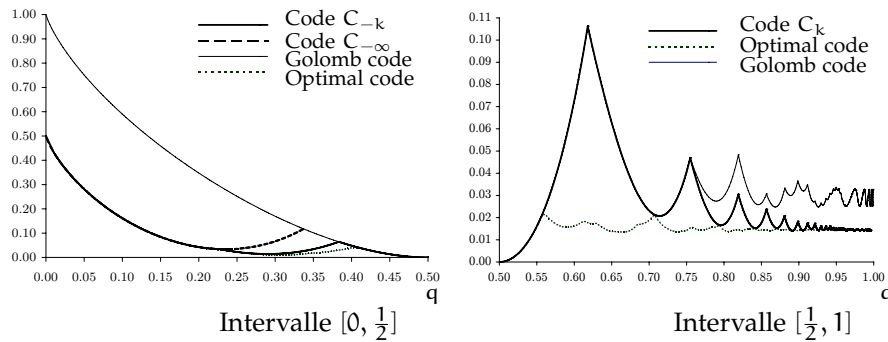 1.00
0.90
0.80
0.70
0.60
0.50
0.40
0.30
0.20
0.10
0.00
0.00 0.05 0.10 0.15 0.20 0.25 0.30 0.35 0.40 0.45 0.50
q
Code C−k
Code C−∞
Golomb code
Optimal code
Intervalle [0, 1/2]
0.11
0.10
0.09
0.08
0.07
0.06
0.05
0.04
0.03
0.02
0.01
0.00
0.50 0.55 0.60 0.65 0.70 0.75 0.80 0.85 0.90 0.95 1.00
q
Code Ck
Optimal code
Golomb code
Intervalle [1/2, 1]